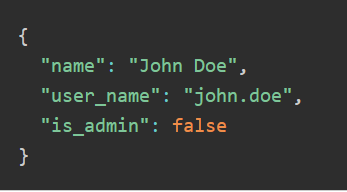 {
  "name": "John Doe",
  "user_name": "john.doe",
  "is_admin": false
}